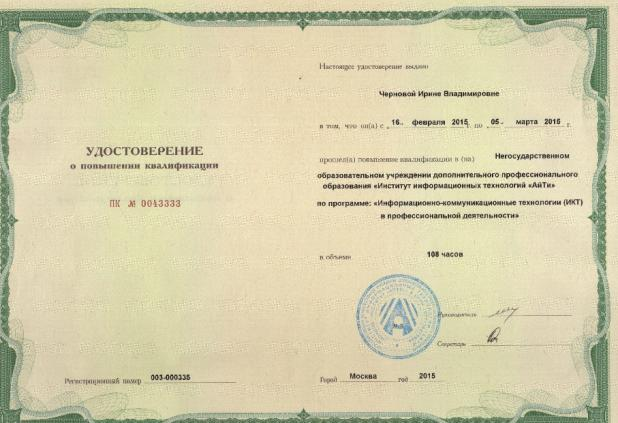 УДОСТОВЕРЕНИЕ
о повышении квалификации
ПК № 0043333
Регистрационный номер 003-000335
Настоящее удостоверение выдано
Черновой Ирине Владимировне
в том, что он(а) с „ 16 „ февраля 2015 г. по „ 05 „ марта 2015 г.
прошел(а) повышение квалификации в (на) Негосударственном
образовательном учреждении дополнительного профессионального
образования «Институт информационных технологий «АйТи»
по программе: «Информационно-коммуникационные технологии (ИКТ)
в профессиональной деятельности»
в объеме 108 часов
Руководитель
Секретарь
Город Москва год 2015